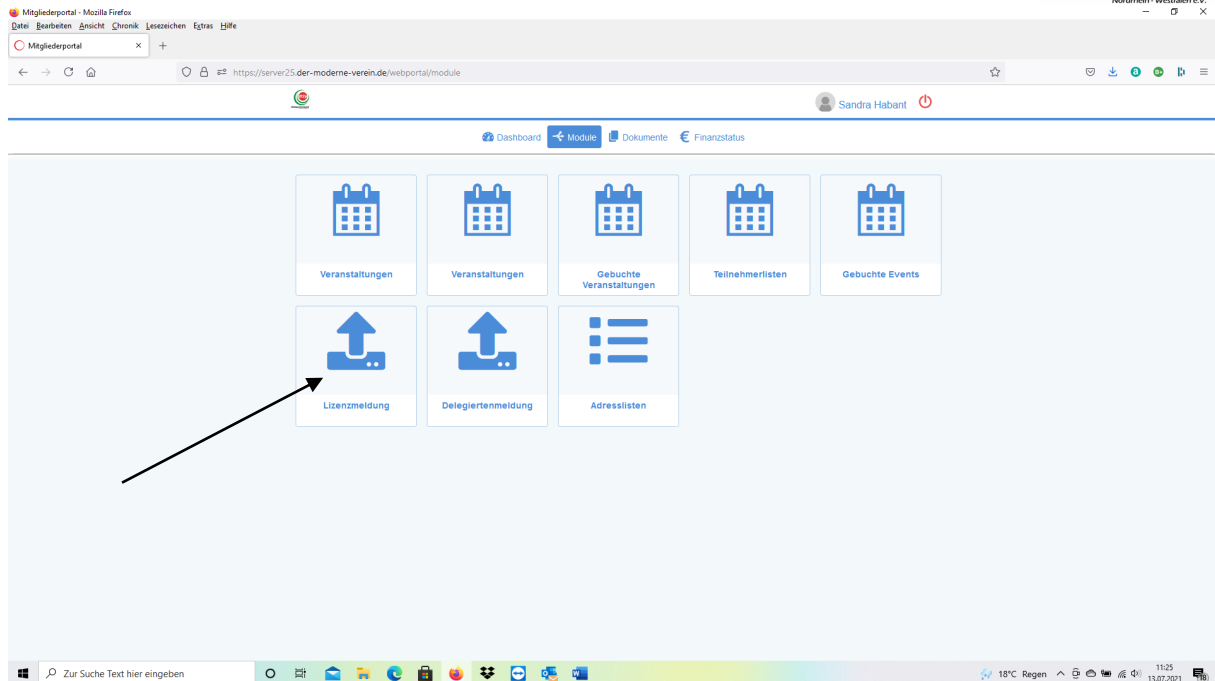 Nordrhein-Westfalen e.V.
Mitgliederportal - Mozilla Firefox
Datei Bearbeiten Ansicht Chronik Lesezeichen Extras Hilfe
Mitgliederportal
https://server25.der-moderne-verein.de/webportal/module
Sandra Habant
Dashboard Module Dokumente Finanzstatus
Veranstaltungen
Veranstaltungen
Gebuchte
Veranstaltungen
Teilnehmerlisten
Gebuchte Events
Lizenzmeldung
Delegiertenmeldung
Adresslisten
Zur Suche Text hier eingeben
18°C Regen
11:25
13.07.2021